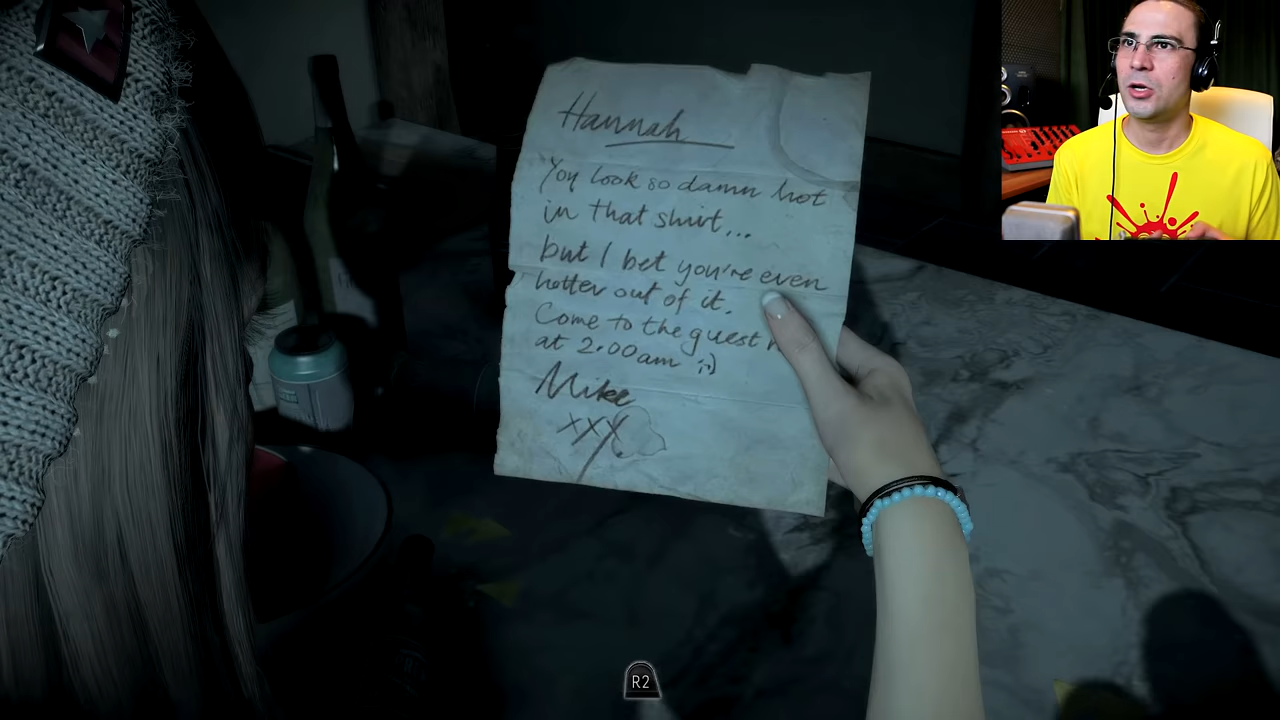 Hannah
You look so damn hot
in that shirt...
but I bet you're even
hotter out of it.
Come to the guest
at 2.00am ;)
Mike
xxx
R2